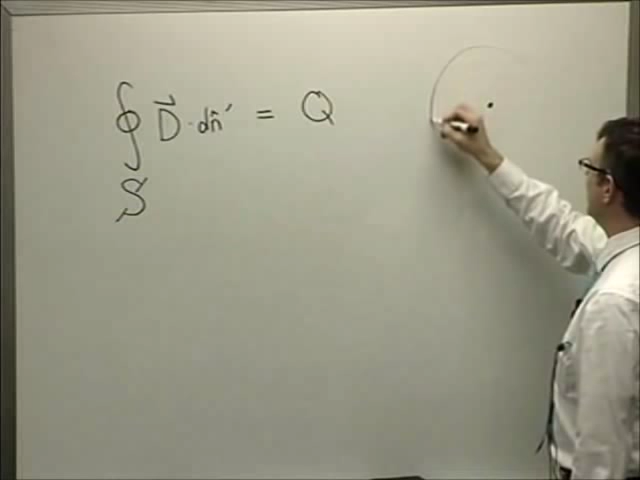 ∮ D⃗ · dn̂′ = Q
S